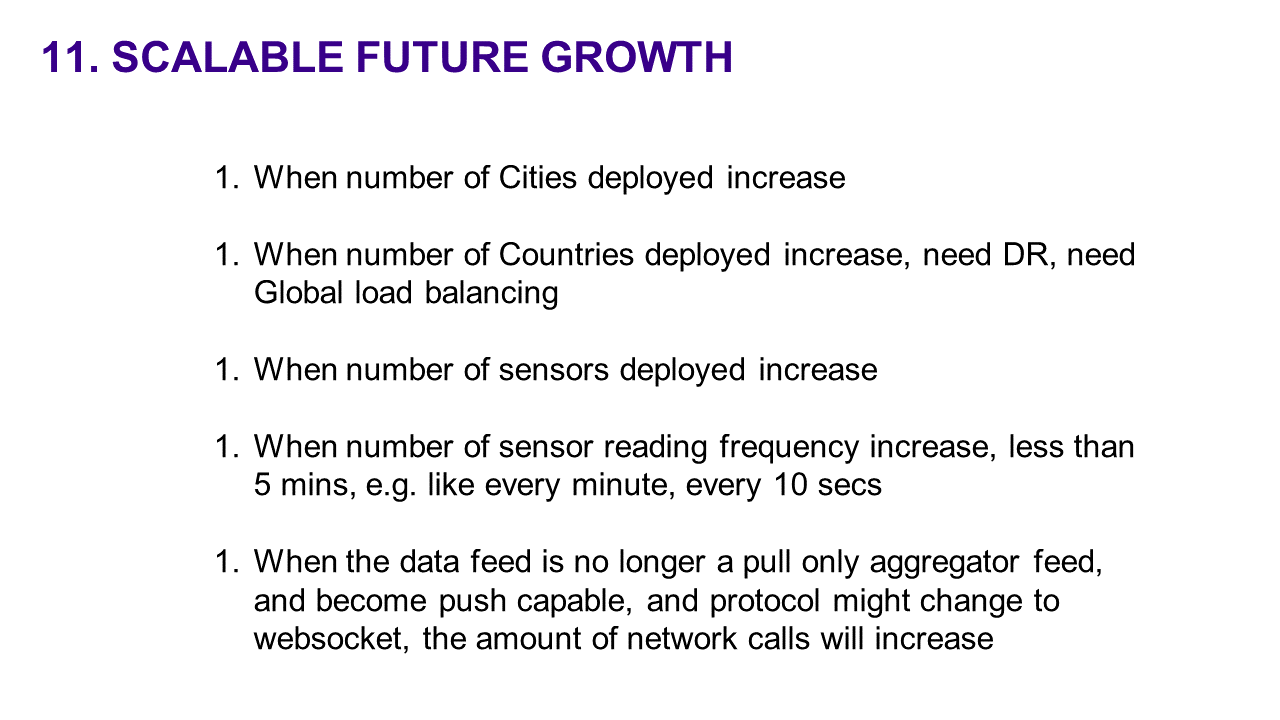 11. SCALABLE FUTURE GROWTH
1. When number of Cities deployed increase
1. When number of Countries deployed increase, need DR, need
Global load balancing
1. When number of sensors deployed increase
1. When number of sensor reading frequency increase, less than
5 mins, e.g. like every minute, every 10 secs
1. When the data feed is no longer a pull only aggregator feed,
and become push capable, and protocol might change to
websocket, the amount of network calls will increase